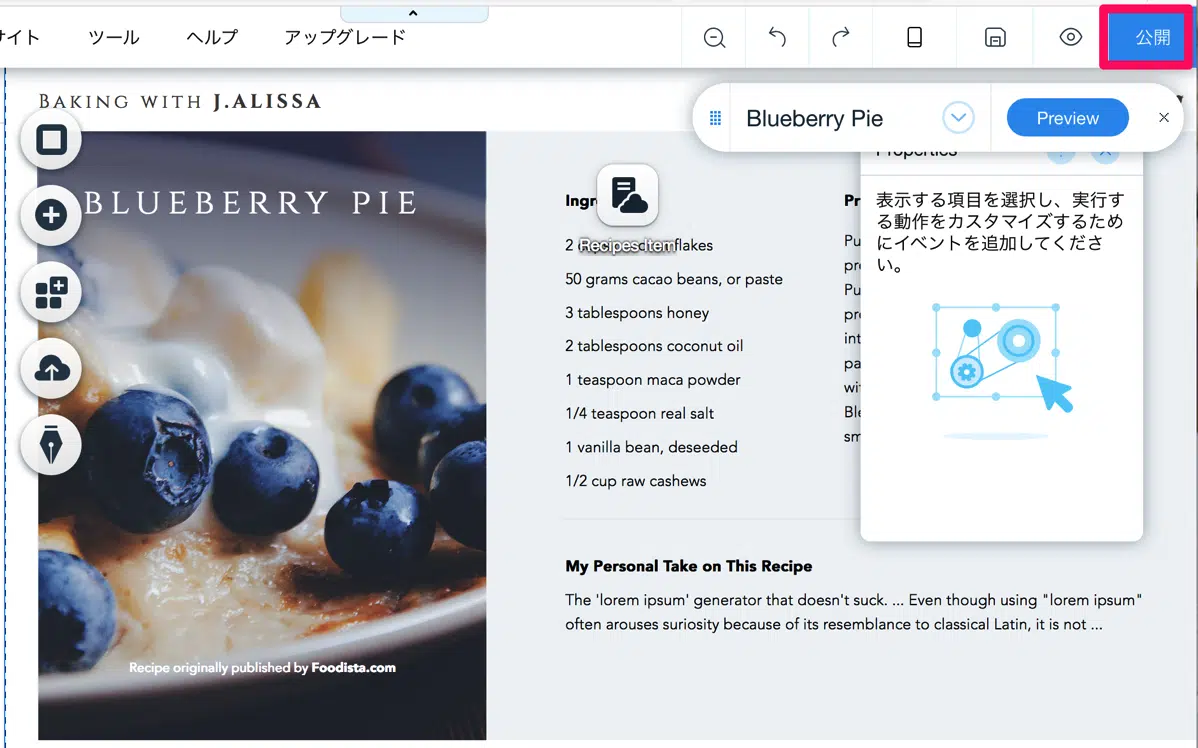 サイト
ツール
ヘルプ
アップグレード
公開
BAKING WITH J.ALISSA
Blueberry Pie
Preview
Properties
表示する項目を選択し、実行す
る動作をカスタマイズするため
にイベントを追加してくださ
い。
BLUEBERRY PIE
Recipe originally published by Foodista.com
Ingr
Recipes Item
2 flakes
50 grams cacao beans, or paste
3 tablespoons honey
2 tablespoons coconut oil
1 teaspoon maca powder
1/4 teaspoon real salt
1 vanilla bean, deseeded
1/2 cup raw cashews
Pr
Pu
pre
Pu
pre
int
pa
wi
Ble
sm
My Personal Take on This Recipe
The 'lorem ipsum' generator that doesn't suck. ... Even though using "lorem ipsum"
often arouses suriosity because of its resemblance to classical Latin, it is not ...